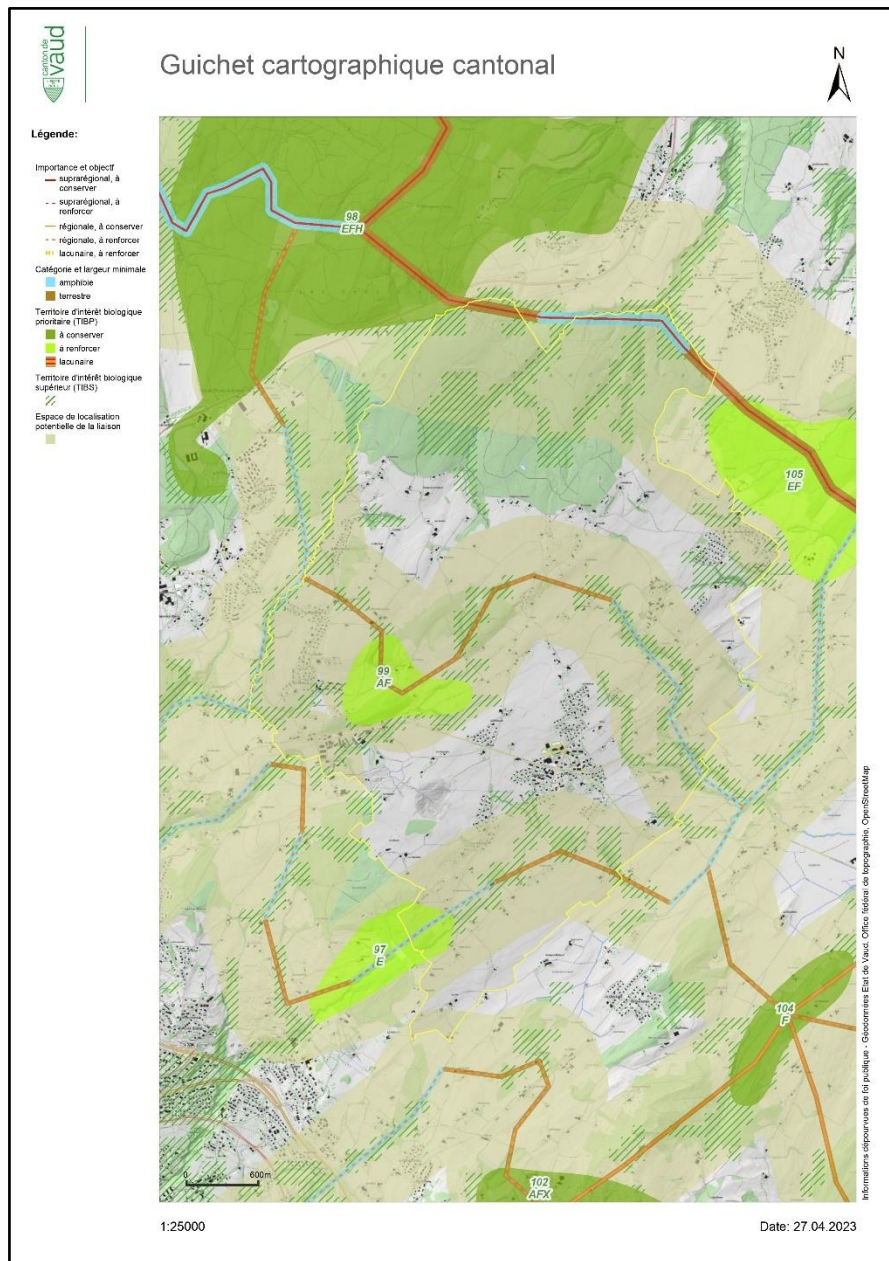 canton de
vaud
Guichet cartographique cantonal
N
Légende:
Importance et objectif
suprarégional, à
conserver
suprarégional, à
renforcer
régionale, à conserver
régionale, à renforcer
lacunaire, à renforcer
Catégorie et largeur minimale
amphibie
terrestre
Territoire d'intérêt biologique
prioritaire (TIBP)
à conserver
à renforcer
lacunaire
Territoire d'intérêt biologique
supérieur (TIBS)
Espace de localisation
potentielle de la liaison
98
EFH
105
EF
99
AF
97
E
104
F
102
AFX
0
600m
Informations dépourvues de foi publique - Géodonnées Etat de Vaud, Office fédéral de topographie, OpenStreetMap
1:25000
Date: 27.04.2023